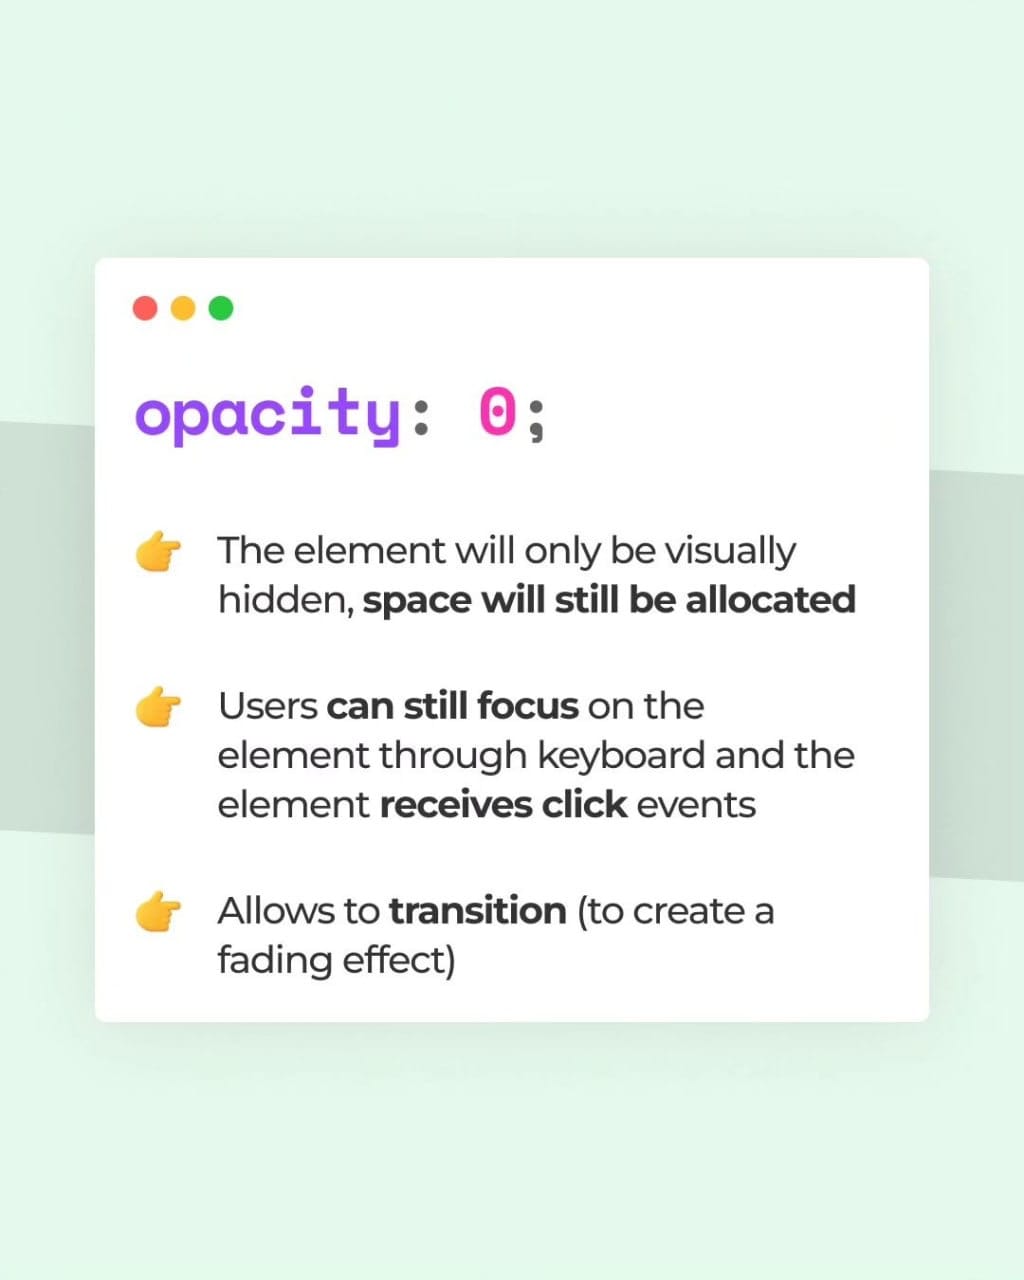 opacity: 0;
👉 The element will only be visually
hidden, space will still be allocated
👉 Users can still focus on the
element through keyboard and the
element receives click events
👉 Allows to transition (to create a
fading effect)